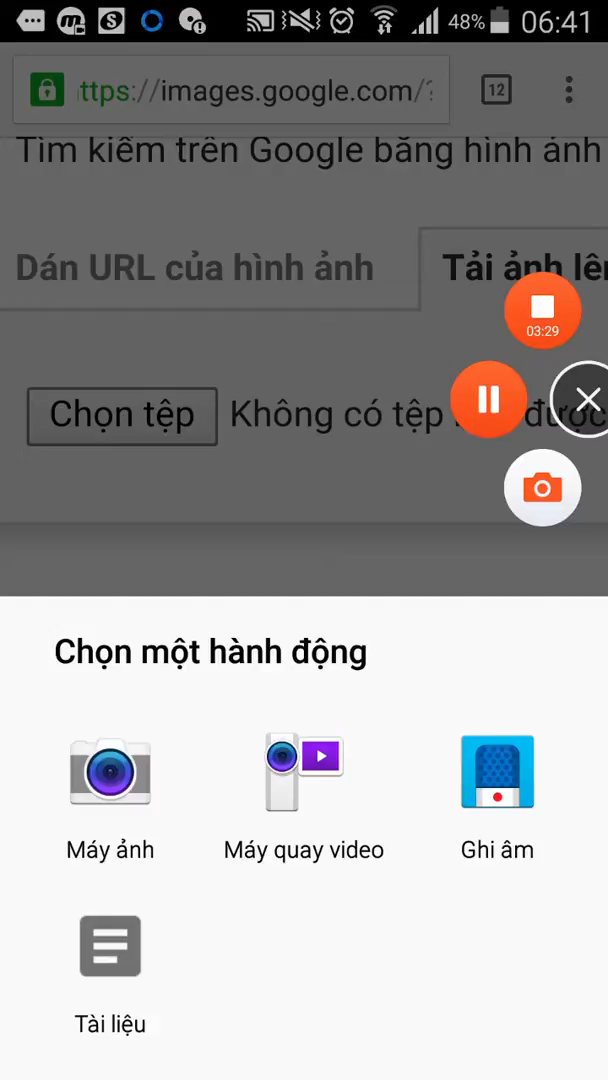 48% 06:41
ttps://images.google.com/?
12
Tìm kiếm trên Google bằng hình ảnh
Dán URL của hình ảnh
Tải ảnh lên
03:29
Chọn tệp
Không có tệp được
Chọn một hành động
Máy ảnh
Máy quay video
Ghi âm
Tài liệu